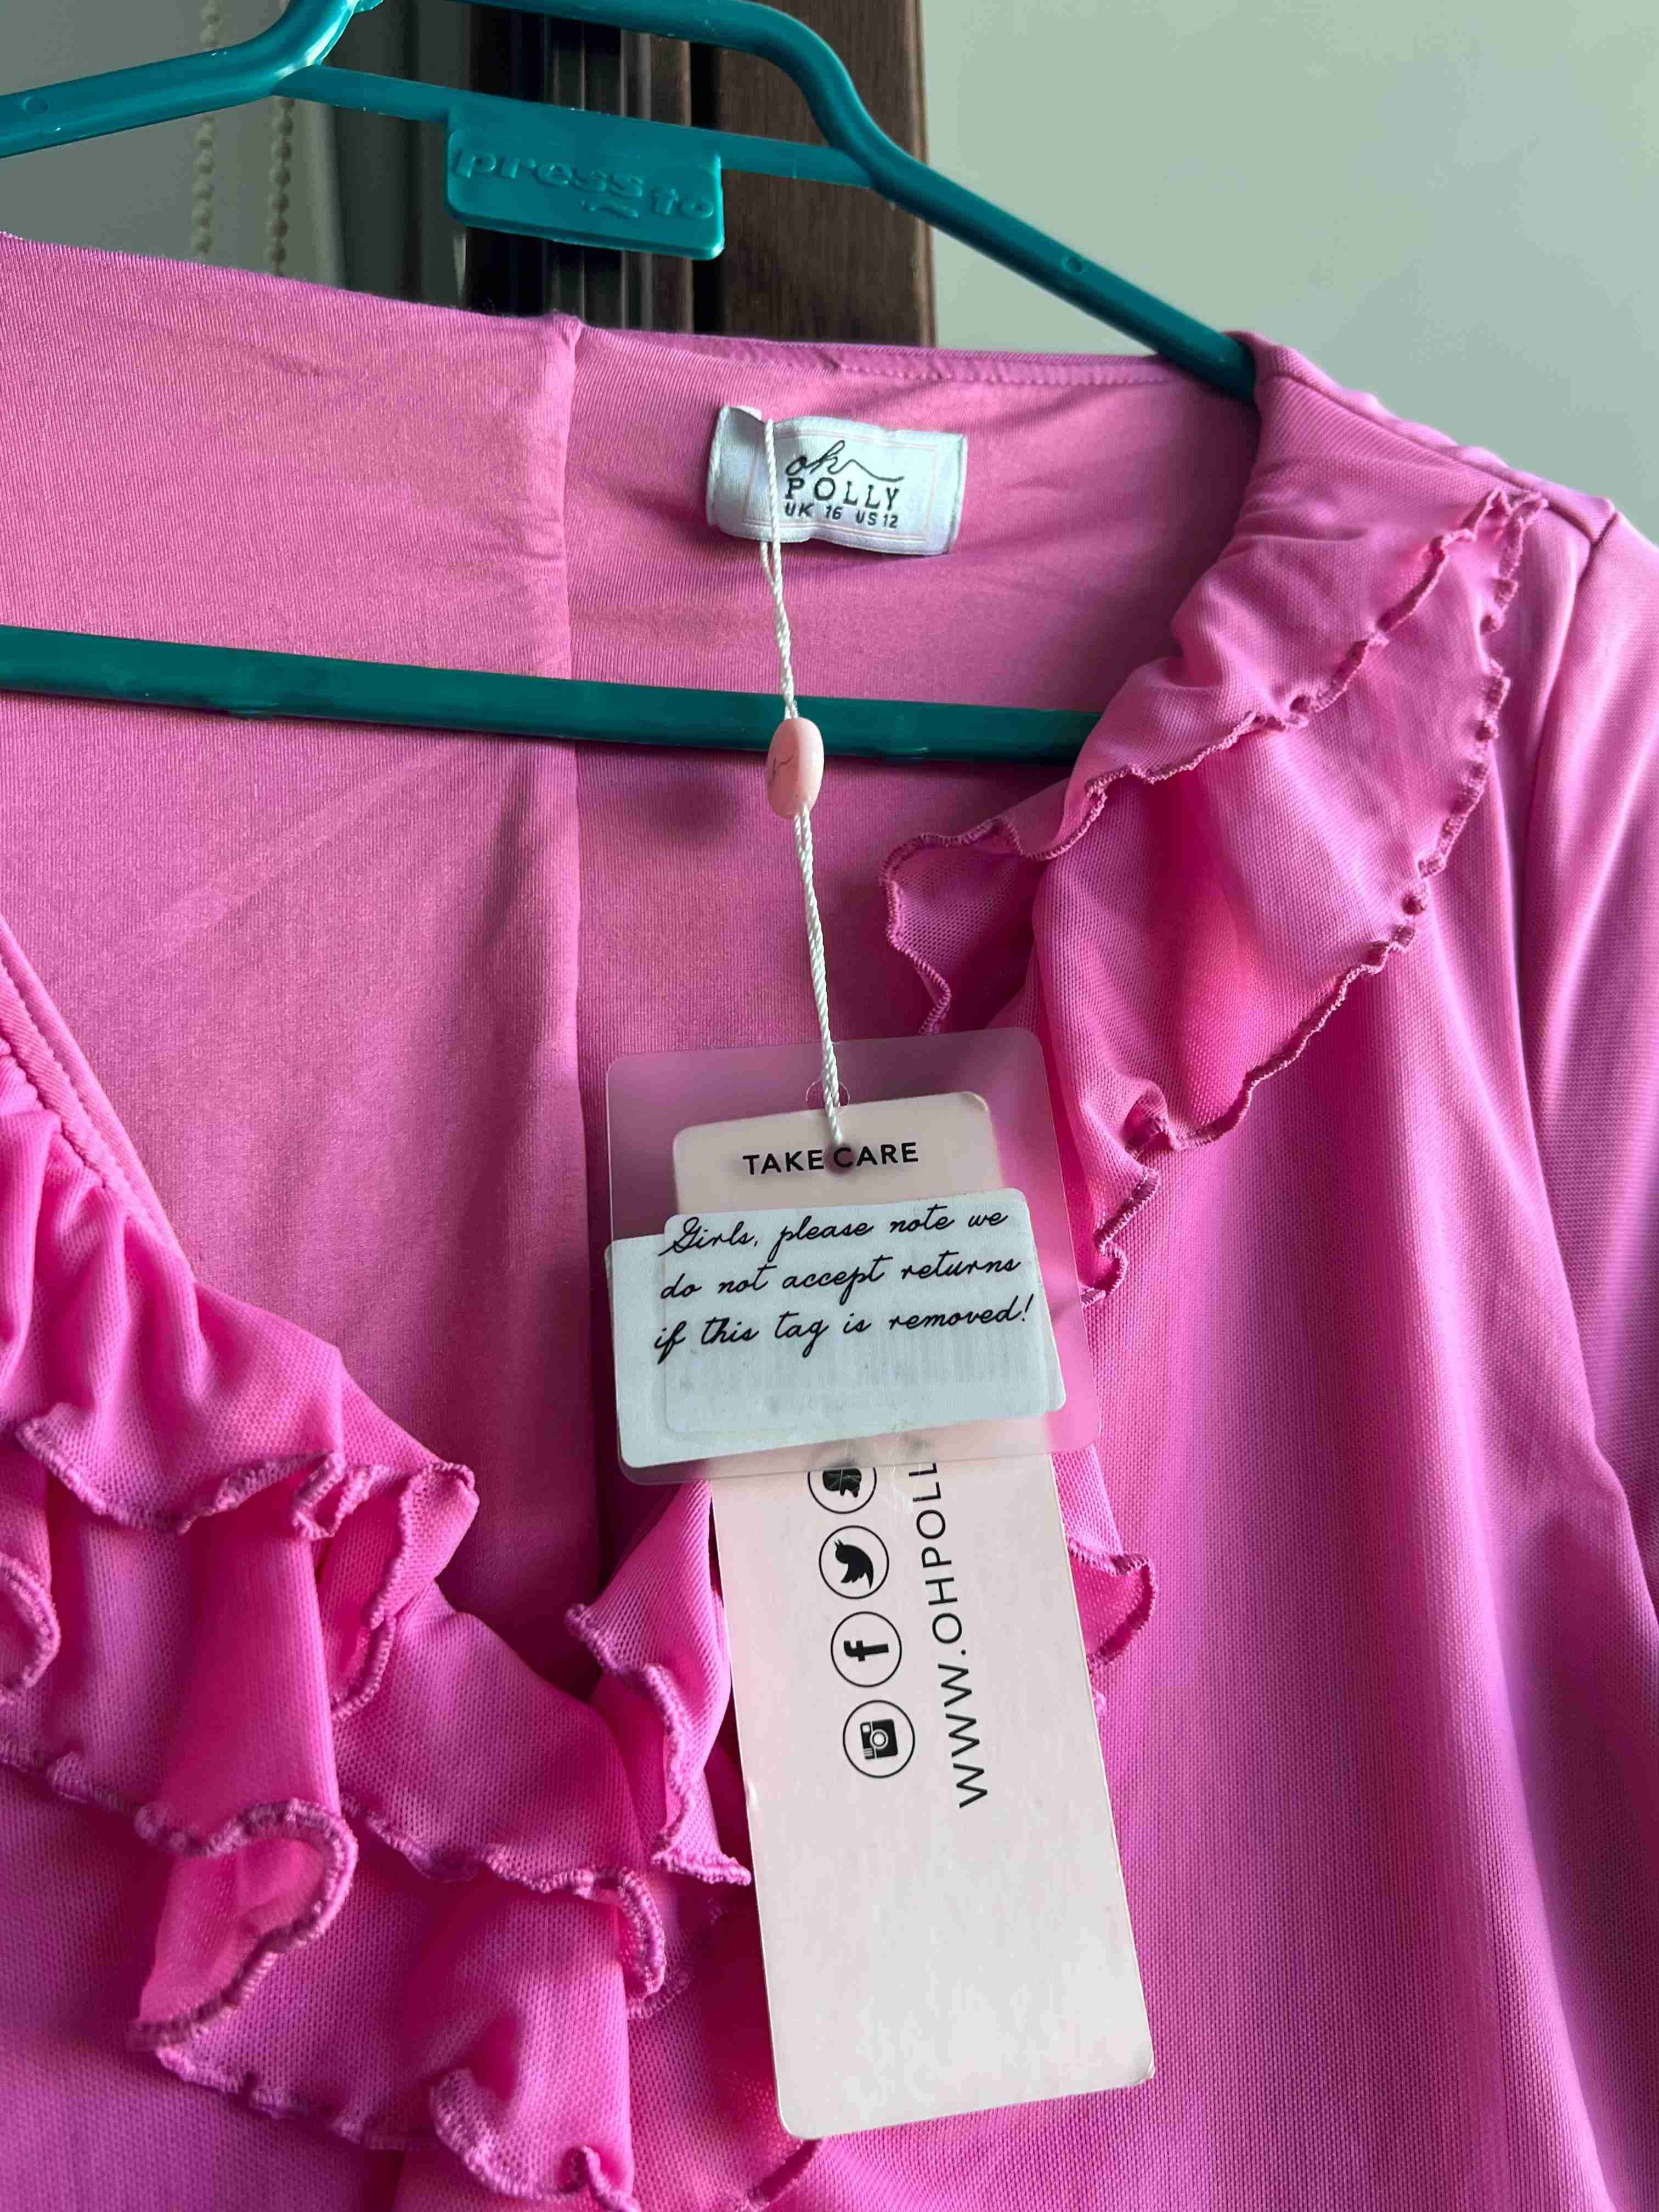 press to
oh
POLLY
UK 16 US 12
TAKE CARE
Girls, please note we
do not accept returns
if this tag is removed!
WWW.OHPOLL